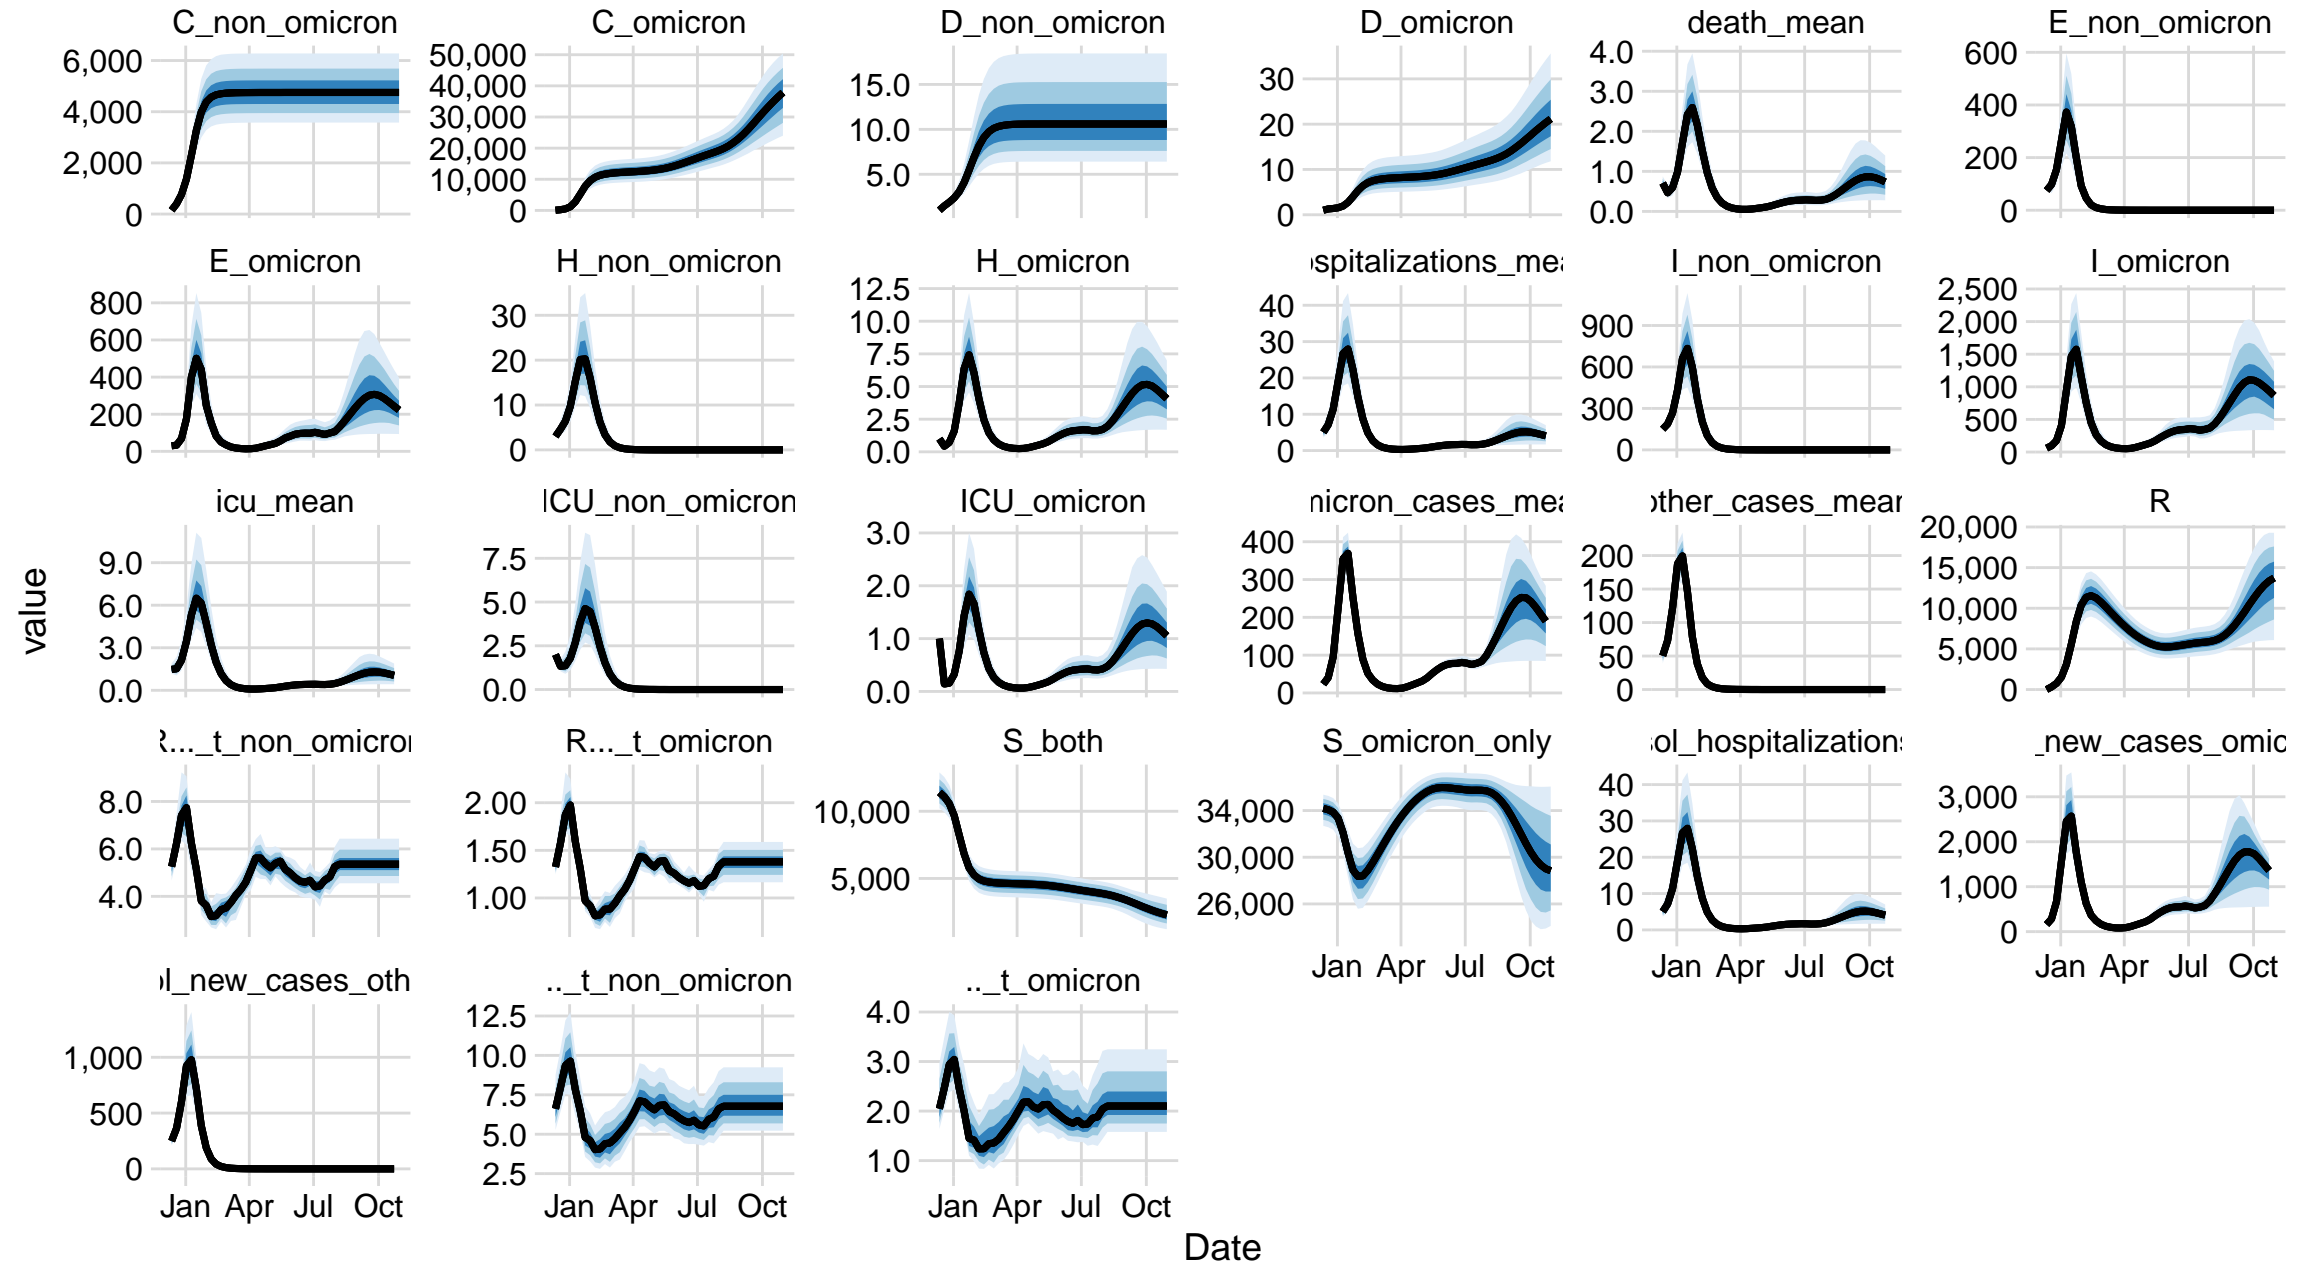 C_non_omicron C_omicron D_non_omicron D_omicron death_mean E_non_omicron
6,000 50,000 15.0 30 4.0 600
4,000 40,000 10.0 20 3.0 400
2,000 30,000 5.0 10 2.0 200
0 20,000 0 1.0 0
10,000 0.0
0
E_omicron H_non_omicron H_omicron ospitalizations_mea I_non_omicron I_omicron
800 30 12.5 40 900 2,500
600 20 10.0 30 600 2,000
400 10 7.5 20 300 1,500
200 0 5.0 10 0 1,000
0 2.5 0 500
0.0 0
icu_mean ICU_non_omicron ICU_omicron micron_cases_mea other_cases_mean R
9.0 7.5 3.0 400 200 20,000
6.0 5.0 2.0 300 150 15,000
3.0 2.5 1.0 200 100 10,000
0.0 0.0 0.0 100 50 5,000
0 0 0
R..._t_non_omicron R..._t_omicron S_both S_omicron_only sol_hospitalizations _new_cases_omic
8.0 2.00 10,000 34,000 40 3,000
6.0 1.50 5,000 30,000 30 2,000
4.0 1.00 26,000 20 1,000
10 0
0
Jan Apr Jul Oct Jan Apr Jul Oct Jan Apr Jul Oct
ol_new_cases_oth .._t_non_omicron .._t_omicron
1,000 12.5 4.0
500 10.0 3.0
0 7.5 2.0
5.0 1.0
2.5
Jan Apr Jul Oct Jan Apr Jul Oct Jan Apr Jul Oct
value
Date